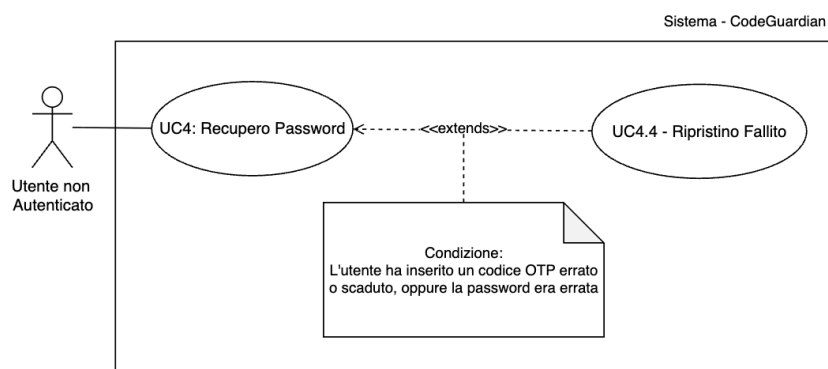 Sistema - CodeGuardian
UC4: Recupero Password
<<extends>>
UC4.4 - Ripristino Fallito
Utente non
Autenticato
Condizione:
L'utente ha inserito un codice OTP errato
o scaduto, oppure la password era errata